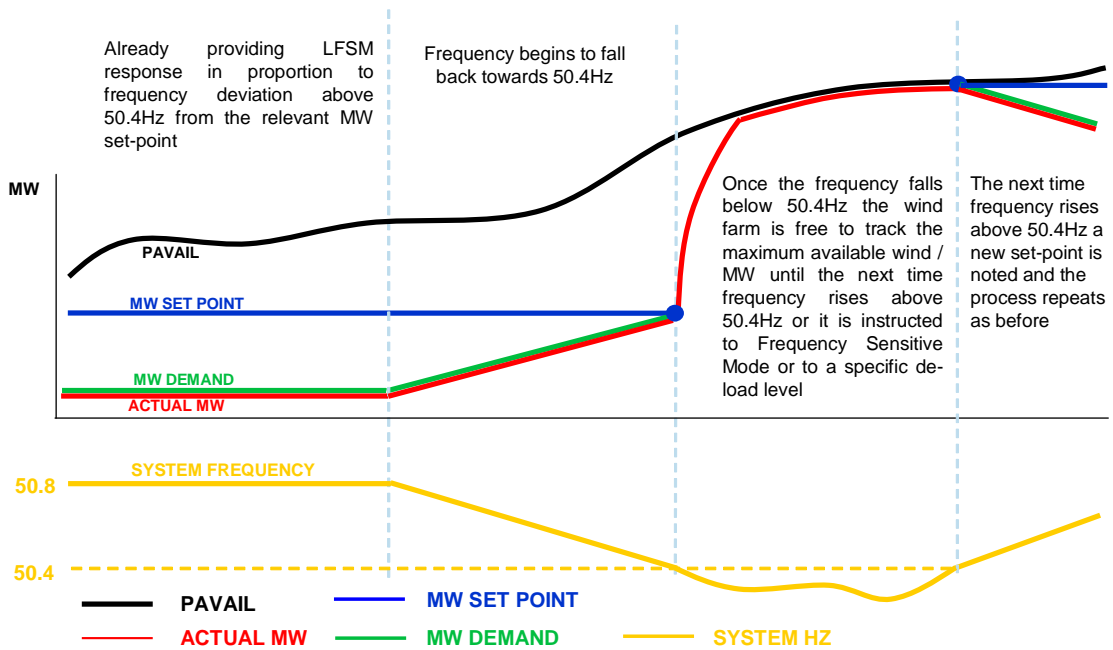 Already providing LFSM
response in proportion to
frequency deviation above
50.4Hz from the relevant MW
set-point
Frequency begins to fall
back towards 50.4Hz
MW
PAVAIL
MW SET POINT
MW DEMAND
ACTUAL MW
Once the frequency falls
below 50.4Hz the wind
farm is free to track the
maximum available wind /
MW until the next time
frequency rises above
50.4Hz or it is instructed
to Frequency Sensitive
Mode or to a specific de-
load level
The next time
frequency rises
above 50.4Hz a
new set-point is
noted and the
process repeats
as before
SYSTEM FREQUENCY
50.8
50.4
PAVAIL
MW SET POINT
ACTUAL MW
MW DEMAND
SYSTEM HZ